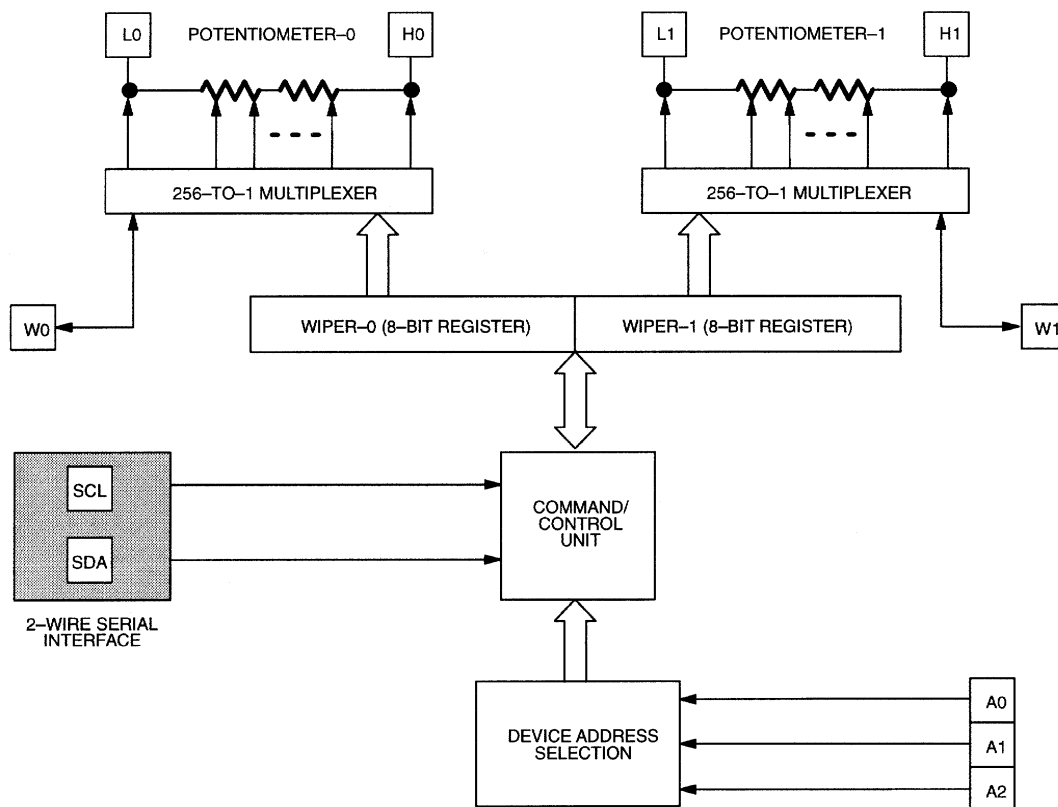 L0
POTENTIOMETER–0
H0
L1
POTENTIOMETER–1
H1
256–TO–1 MULTIPLEXER
256–TO–1 MULTIPLEXER
W0
WIPER–0 (8–BIT REGISTER)
WIPER–1 (8–BIT REGISTER)
W1
SCL
SDA
2–WIRE SERIAL
INTERFACE
COMMAND/
CONTROL
UNIT
DEVICE ADDRESS
SELECTION
A0
A1
A2